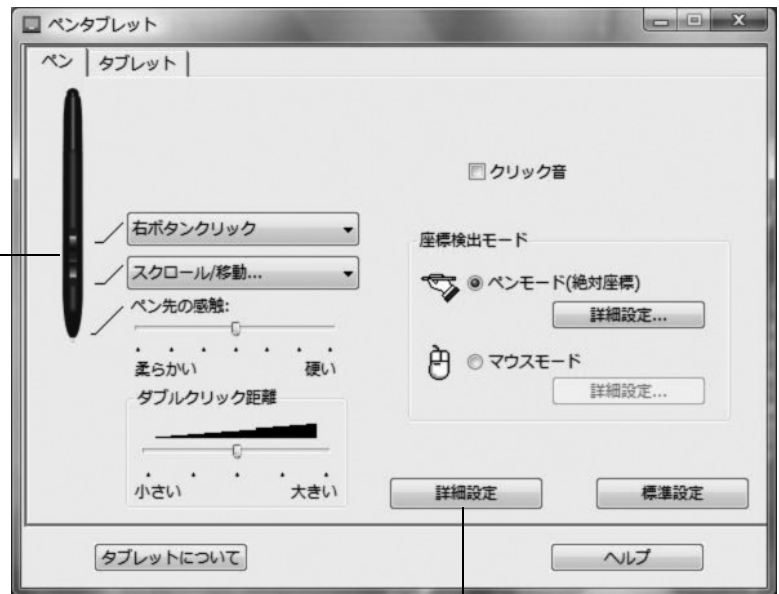 ペンタブレット
ペン
タブレット
クリック音
右ボタンクリック
スクロール/移動...
ペン先の感触:
柔らかい
硬い
ダブルクリック距離
小さい
大きい
座標検出モード
ペンモード(絶対座標)
詳細設定...
マウスモード
詳細設定...
詳細設定
標準設定
タブレットについて
ヘルプ